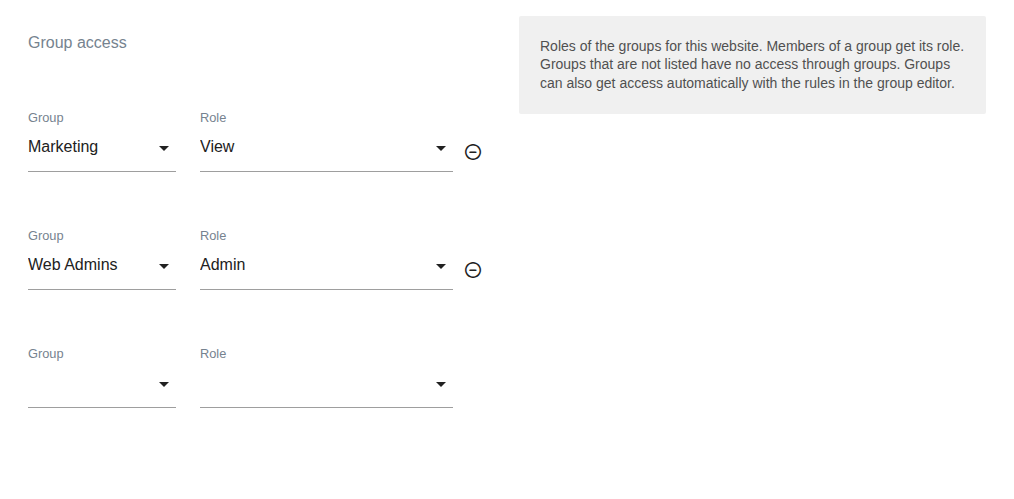 Group access
Roles of the groups for this website. Members of a group get its role.
Groups that are not listed have no access through groups. Groups
can also get access automatically with the rules in the group editor.
Group Role
Marketing View
Group Role
Web Admins Admin
Group Role